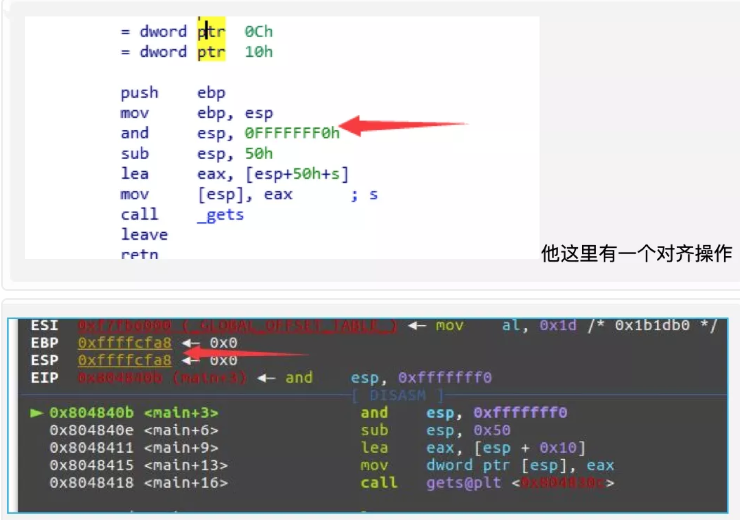 = dword ptr 0Ch
= dword ptr 10h
push ebp
mov ebp, esp
and esp, 0FFFFFFF0h
sub esp, 50h
lea eax, [esp+50h+s]
mov [esp], eax ; s
call _gets
leave
retn
他这里有一个对齐操作
ESI 0xf7fba000 (_GLOBAL_OFFSET_TABLE_) ◂— mov al, 0x1d /* 0x1b1db0 */
EBP 0xffffcfa8 ◂— 0x0
ESP 0xffffcfa8 ◂— 0x0
EIP 0x804840b (main+3) ◂— and esp, 0xfffffff0
[ DISASM ]
► 0x804840b <main+3> and esp, 0xfffffff0
0x804840e <main+6> sub esp, 0x50
0x8048411 <main+9> lea eax, [esp + 0x10]
0x8048415 <main+13> mov dword ptr [esp], eax
0x8048418 <main+16> call gets@plt